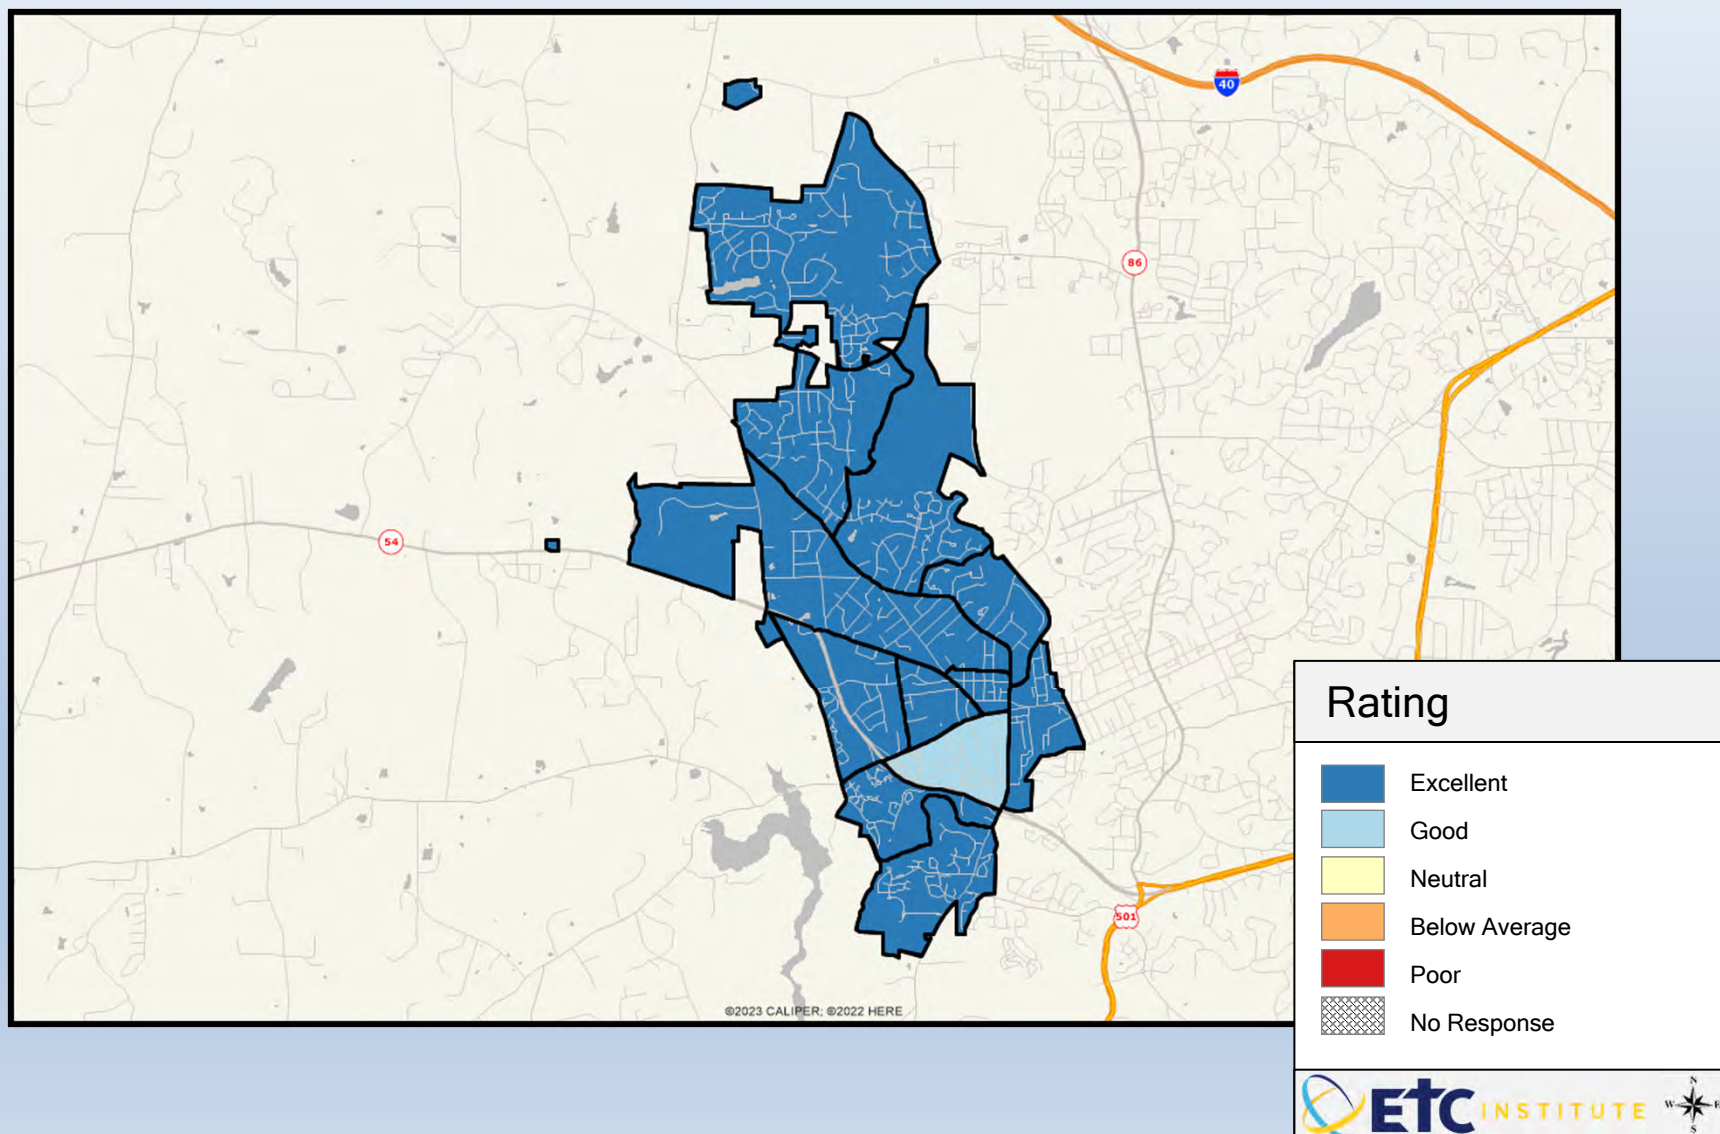 40
86
54
501
©2023 CALIPER; ©2022 HERE
Rating
Excellent
Good
Neutral
Below Average
Poor
No Response
ETC INSTITUTE
N
W E
S